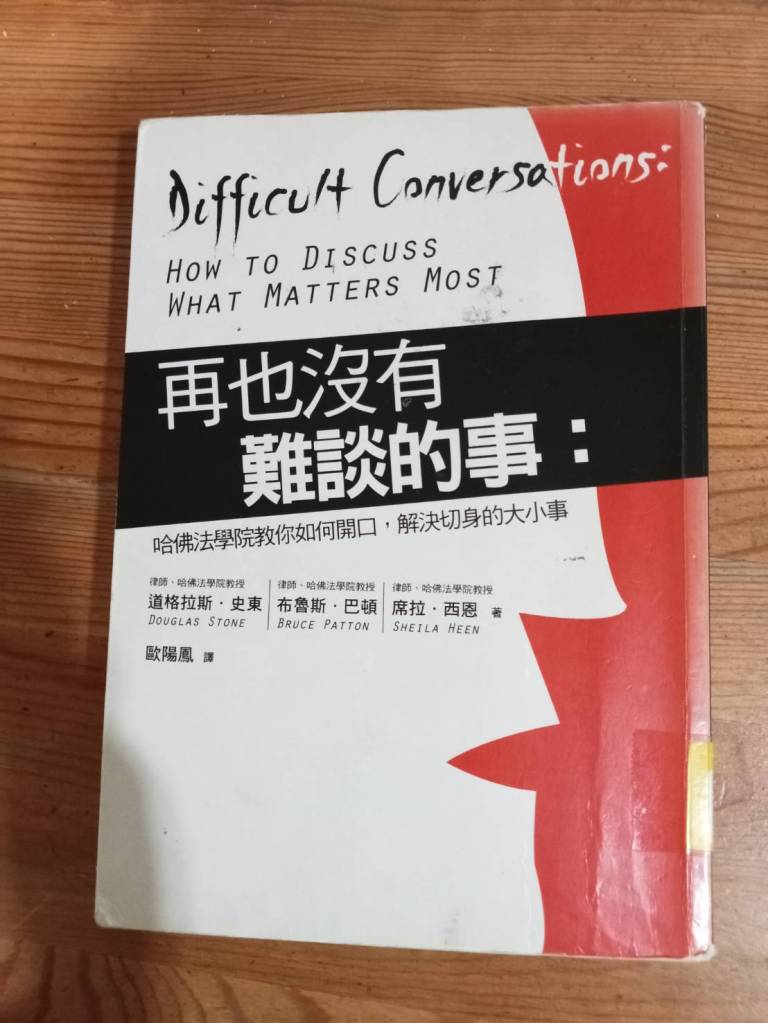 Difficult Conversations:
HOW TO DISCUSS
WHAT MATTERS MOST
再也沒有
難談的事：
哈佛法學院教你如何開口，解決切身的大小事
律師、哈佛法學院教授 律師、哈佛法學院教授 律師、哈佛法學院教授
道格拉斯・史東 布魯斯・巴頓 席拉・西恩 著
DOUGLAS STONE BRUCE PATTON SHEILA HEEN
歐陽鳳 譯